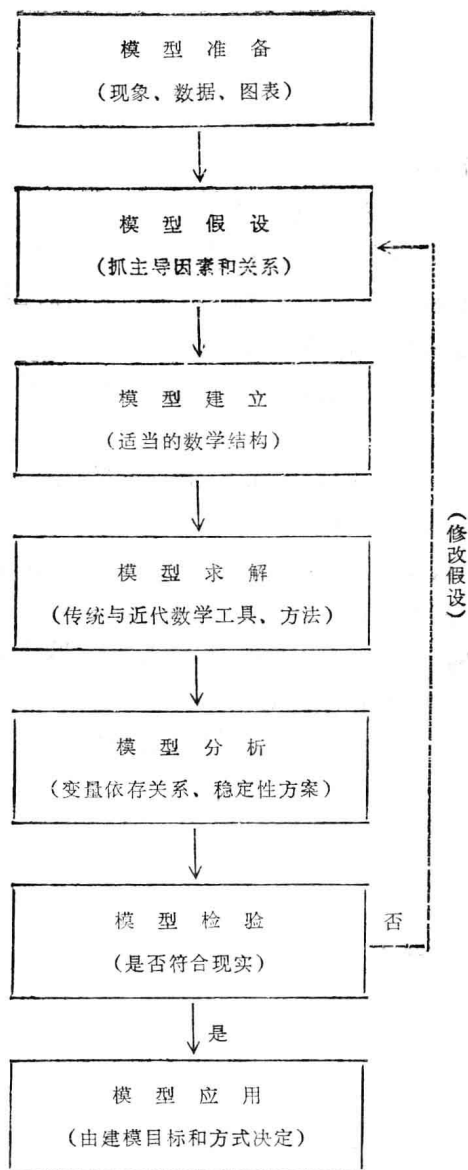 模型准备
(现象、数据、图表)
模型假设
(抓主导因素和关系)
模型建立
(适当的数学结构)
模型求解
(传统与近代数学工具、方法)
模型分析
(变量依存关系、稳定性方案)
模型检验
(是否符合现实)
否
(修改假设)
是
模型应用
(由建模目标和方式决定)